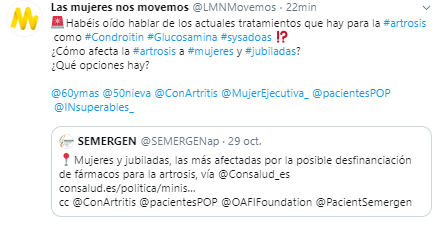 Las mujeres nos movemos @LMNMovemos · 22min
🚨Habéis oído hablar de los actuales tratamientos que hay para la #artrosis
como #Condroitin #Glucosamina #sysadoas ⁉️
¿Cómo afecta la #artrosis a #mujeres y #jubiladas?
¿Qué opciones hay?
@60ymas @50nieva @ConArtritis @MujerEjecutiva_ @pacientesPOP
@INsuperables_
SEMERGEN @SEMERGENap · 29 oct.
📍Mujeres y jubiladas, las más afectadas por la posible desfinanciación
de fármacos para la artrosis, vía @Consalud_es
consalud.es/politica/minis...
cc @ConArtritis @pacientesPOP @OAFIFoundation @PacientSemergen